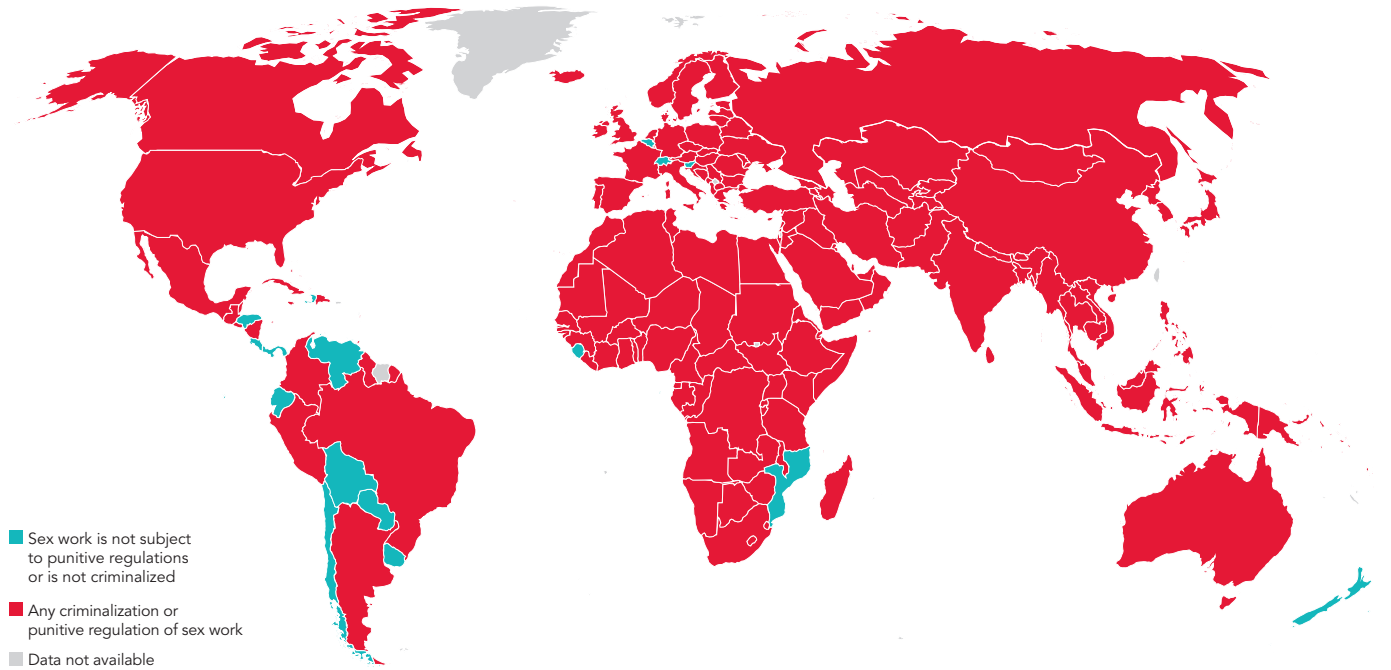 Sex work is not subject
to punitive regulations
or is not criminalized
Any criminalization or
punitive regulation of sex work
Data not available